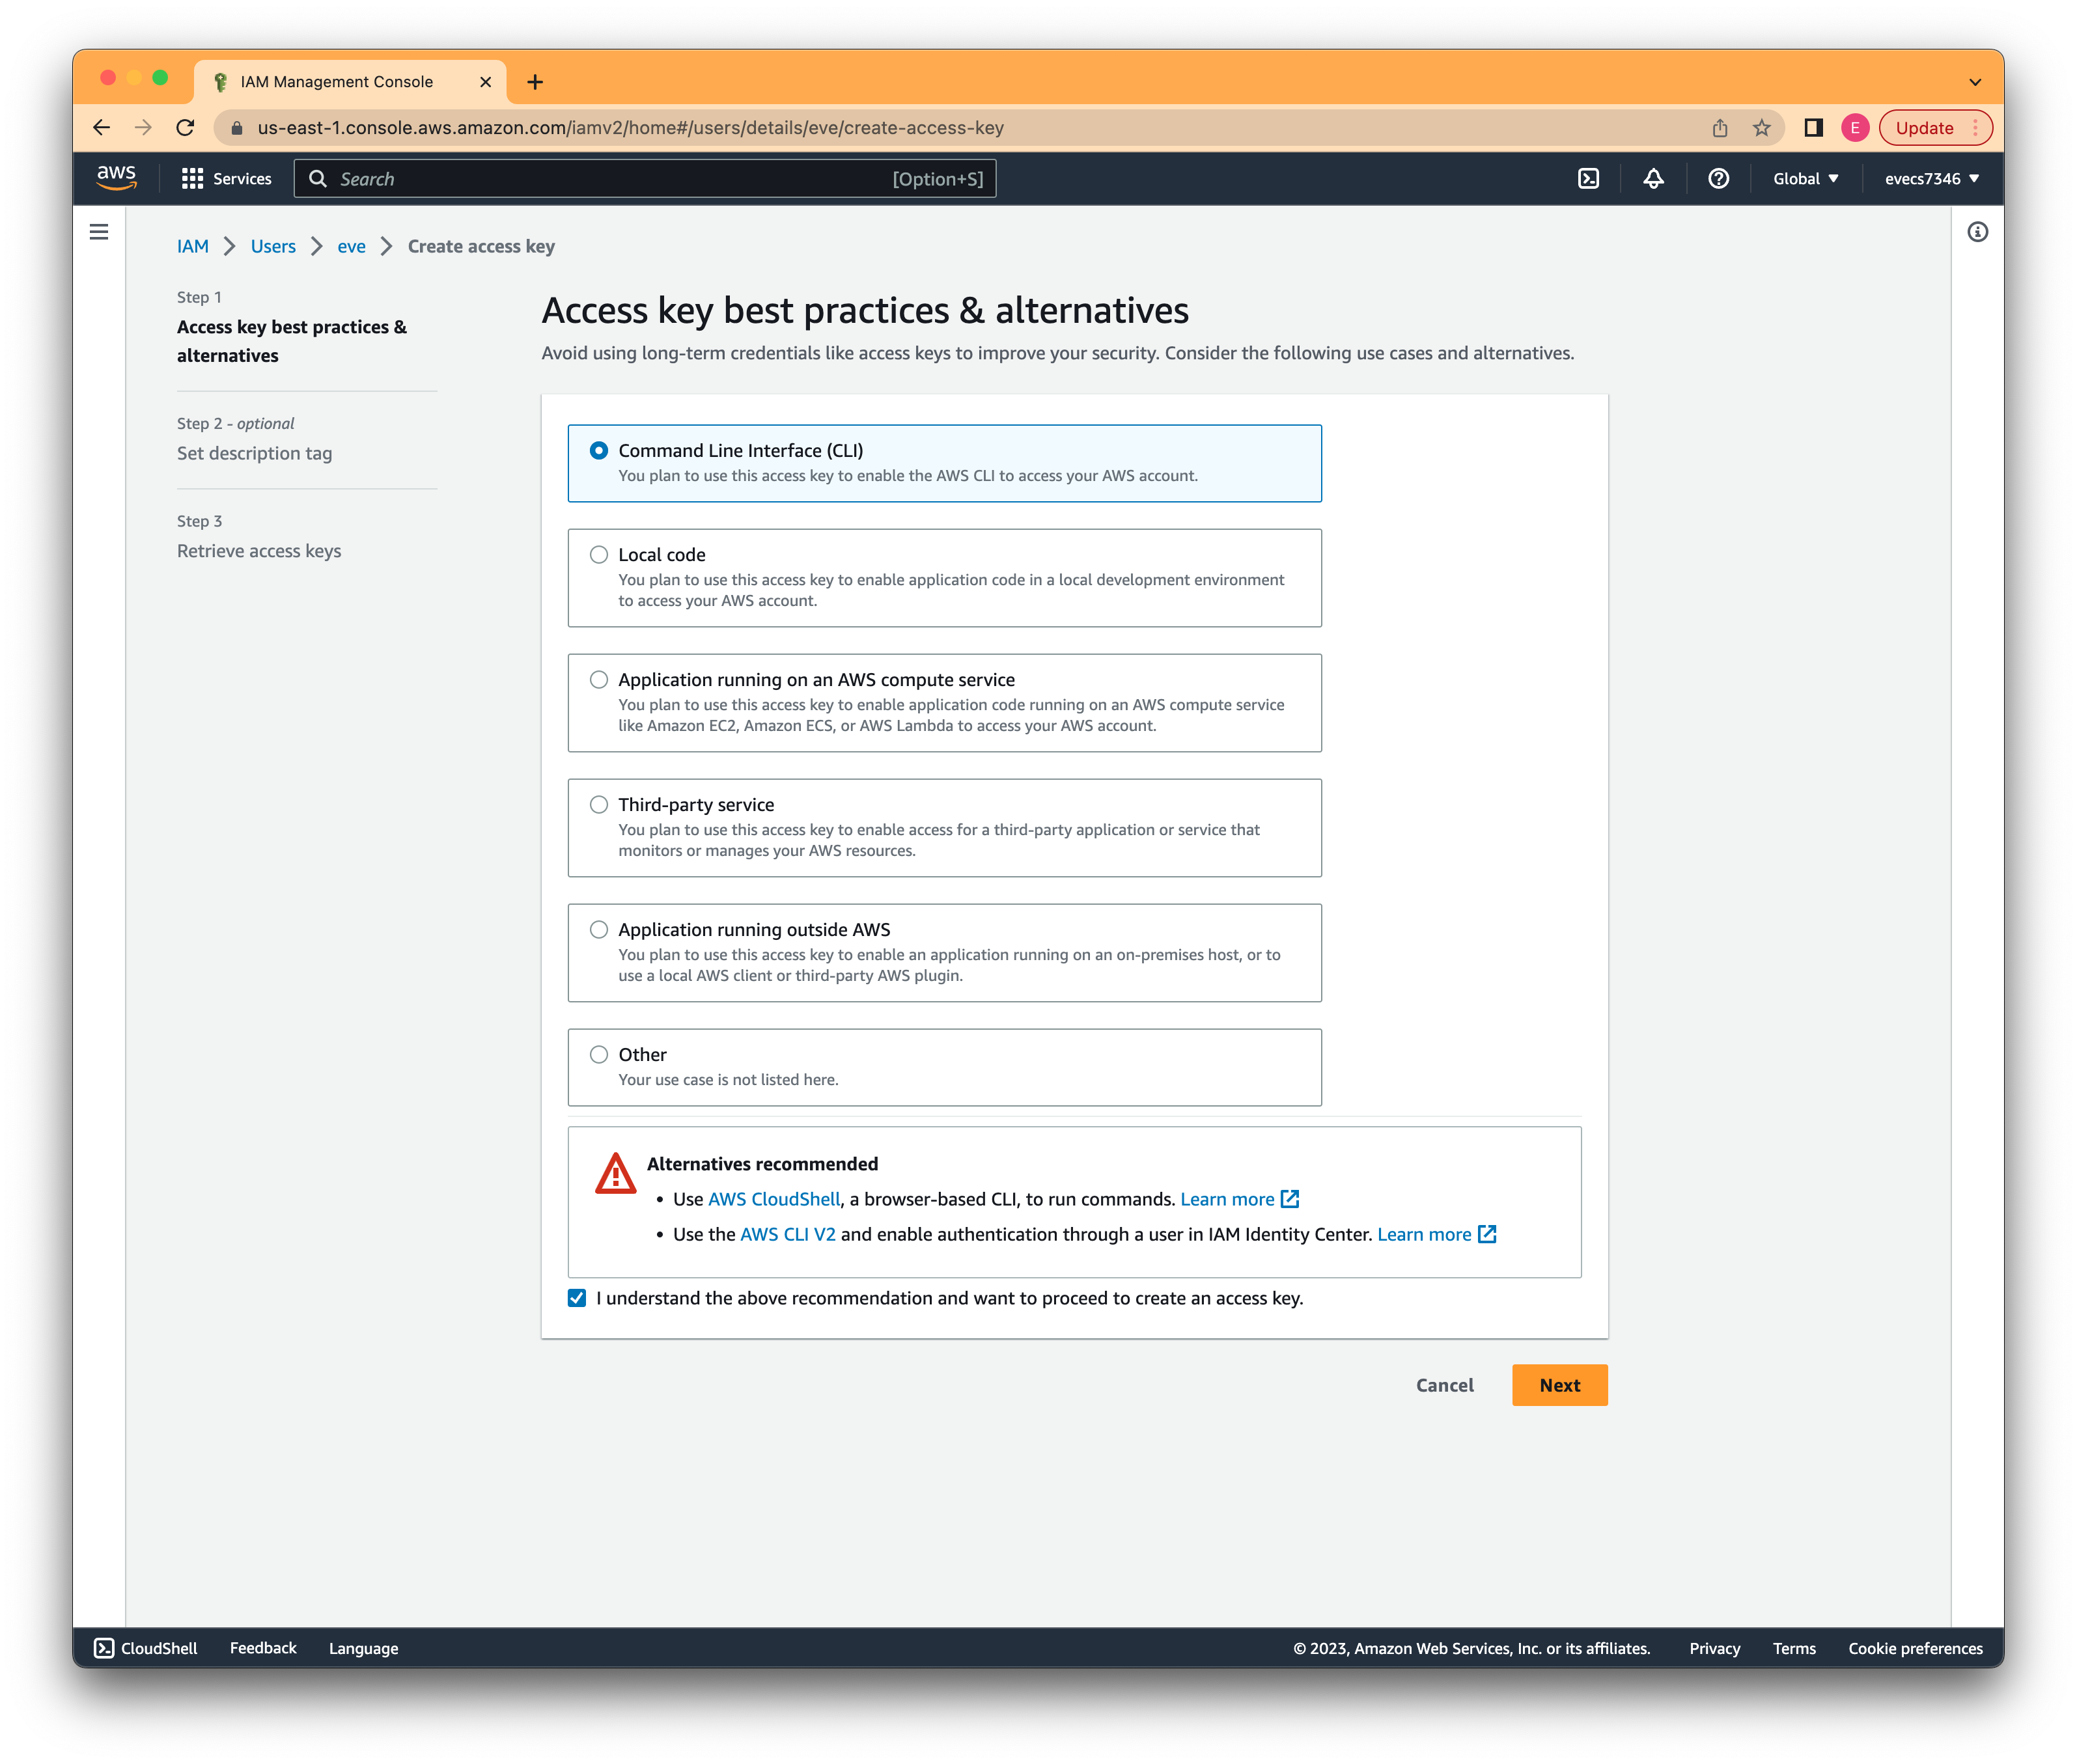 IAM Management Console
us-east-1.console.aws.amazon.com/iamv2/home#/users/details/eve/create-access-key
E
Update
aws
Services
Search
[Option+S]
Global
evecs7346
IAM
Users
eve
Create access key
Step 1
Access key best practices &
alternatives
Step 2 - optional
Set description tag
Step 3
Retrieve access keys
Access key best practices & alternatives
Avoid using long-term credentials like access keys to improve your security. Consider the following use cases and alternatives.
Command Line Interface (CLI)
You plan to use this access key to enable the AWS CLI to access your AWS account.
Local code
You plan to use this access key to enable application code in a local development environment
to access your AWS account.
Application running on an AWS compute service
You plan to use this access key to enable application code running on an AWS compute service
like Amazon EC2, Amazon ECS, or AWS Lambda to access your AWS account.
Third-party service
You plan to use this access key to enable access for a third-party application or service that
monitors or manages your AWS resources.
Application running outside AWS
You plan to use this access key to enable an application running on an on-premises host, or to
use a local AWS client or third-party AWS plugin.
Other
Your use case is not listed here.
Alternatives recommended
• Use AWS CloudShell, a browser-based CLI, to run commands. Learn more
• Use the AWS CLI V2 and enable authentication through a user in IAM Identity Center. Learn more
I understand the above recommendation and want to proceed to create an access key.
Cancel
Next
CloudShell
Feedback
Language
© 2023, Amazon Web Services, Inc. or its affiliates.
Privacy
Terms
Cookie preferences